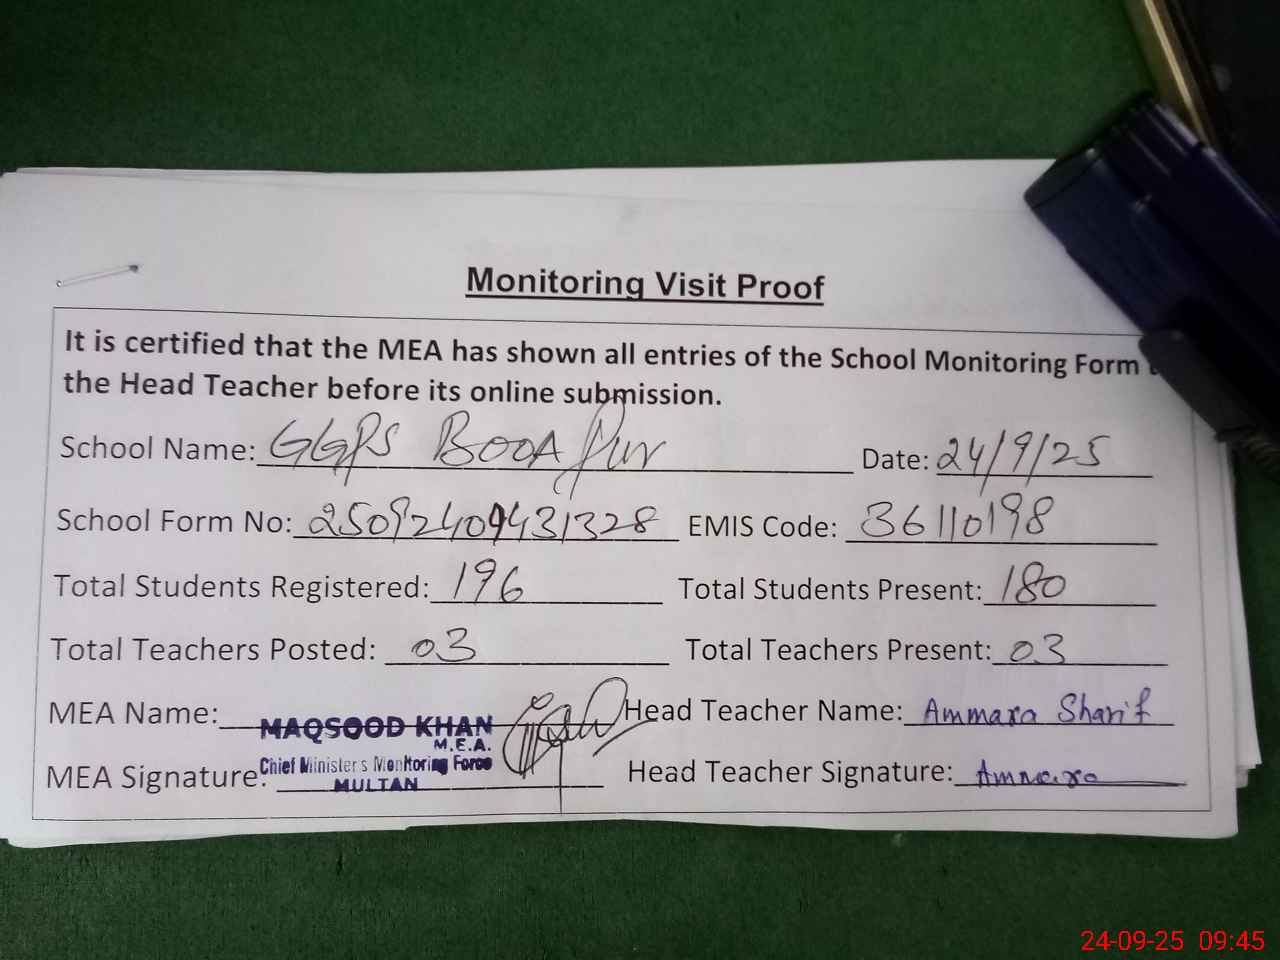 Monitoring Visit Proof
It is certified that the MEA has shown all entries of the School Monitoring Form
the Head Teacher before its online submission.
School Name: GGPS BOOA Pur Date: 24/9/25
School Form No: 25092409431328 EMIS Code: 36110198
Total Students Registered: 196 Total Students Present: 180
Total Teachers Posted: 03 Total Teachers Present: 03
MEA Name: MAQSOOD KHAN Head Teacher Name: Ammara Sharif
M.E.A.
MEA Signature: Chief Minister's Monitoring Force Head Teacher Signature: Ammara
MULTAN
24-09-25 09:45